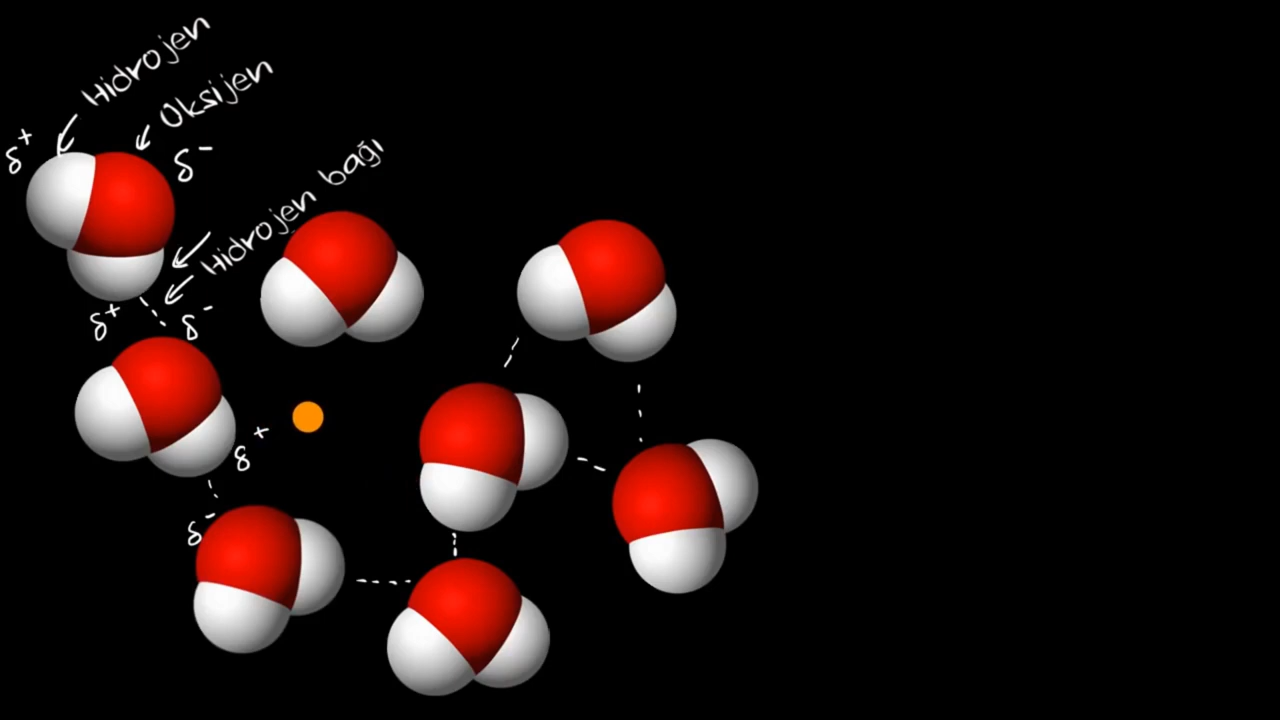 Hidrojen
Oksijen
δ+
δ-
Hidrojen bağı
δ+
δ-
δ+
δ-